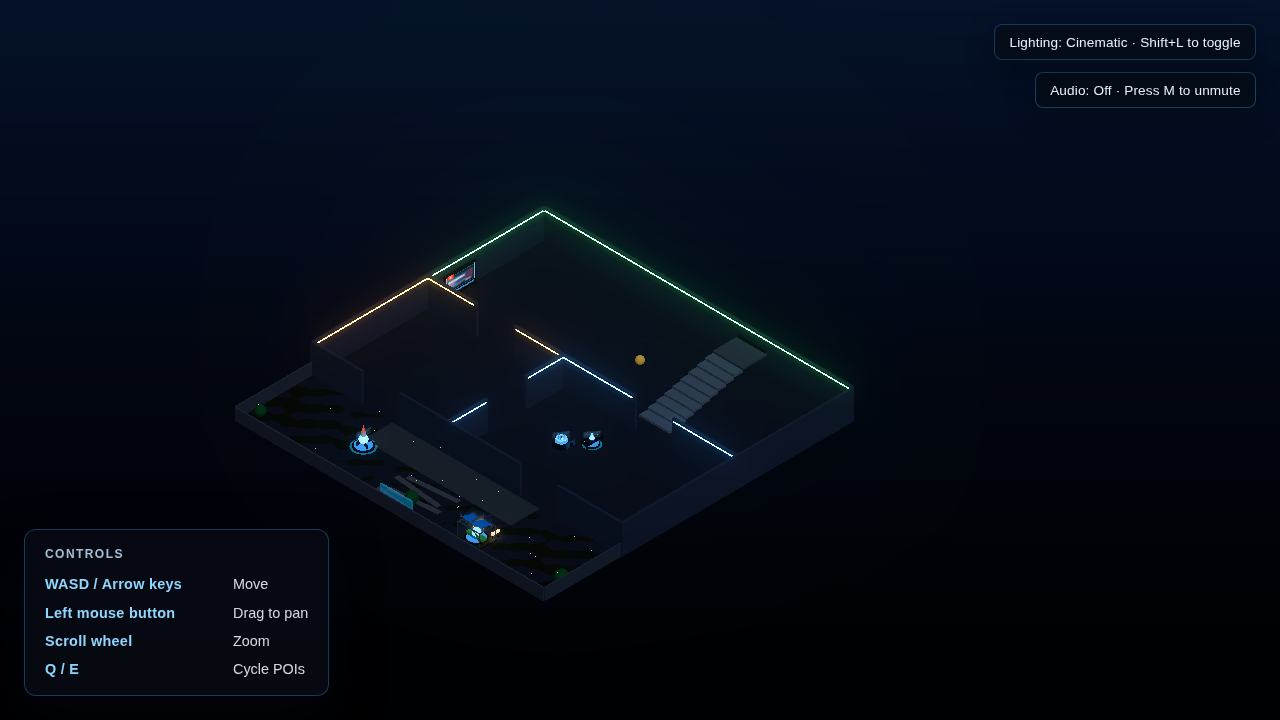 Lighting: Cinematic · Shift+L to toggle
Audio: Off · Press M to unmute
CONTROLS
WASD / Arrow keys Move
Left mouse button Drag to pan
Scroll wheel Zoom
Q / E Cycle POIs